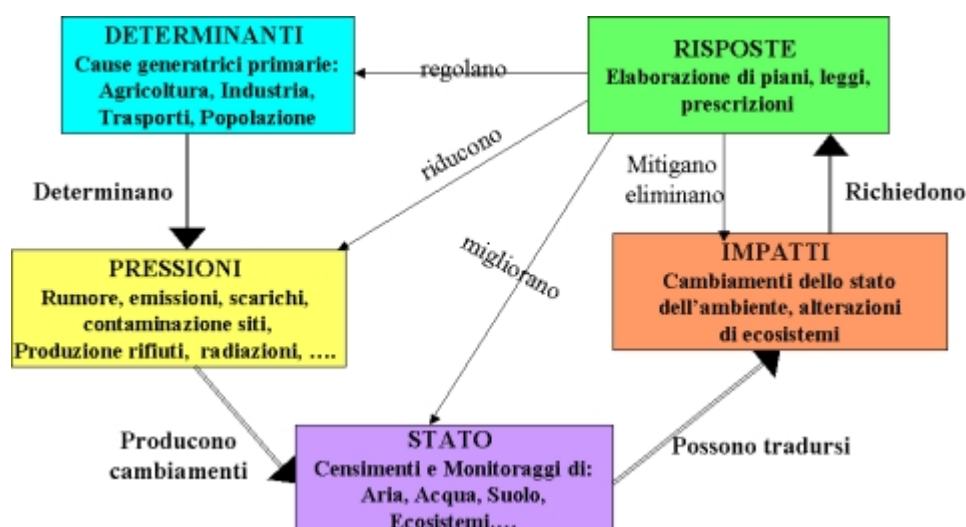 DETERMINANTI
Cause generatrici primarie:
Agricoltura, Industria,
Trasporti, Popolazione
regolano
RISPOSTE
Elaborazione di piani, leggi,
prescrizioni
Determinano
riducono
Mitigano
eliminano
Richiedono
migliorano
PRESSIONI
Rumore, emissioni, scarichi,
contaminazione siti,
Produzione rifiuti, radiazioni, ....
IMPATTI
Cambiamenti dello stato
dell'ambiente, alterazioni
di ecosistemi
Producono
cambiamenti
STATO
Censimenti e Monitoraggi di:
Aria, Acqua, Suolo,
Ecosistemi....
Possono tradursi